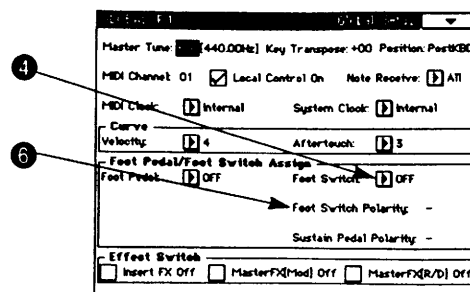 Master Tune: [440.00Hz] Key Transpose: +00 Position: PostKBD
MIDI Channel: 01 Local Control On Note Receive: All
MIDI Clock: Internal System Clock: Internal
Curve
Velocity: 4 Aftertouch: 3
4
Foot Pedal/Foot Switch Assign
Foot Pedal: OFF Foot Switch: OFF
6
Foot Switch Polarity: -
Sustain Pedal Polarity: -
Effect Switch
Insert FX Off MasterFX(Mod) Off MasterFX(R/D) Off